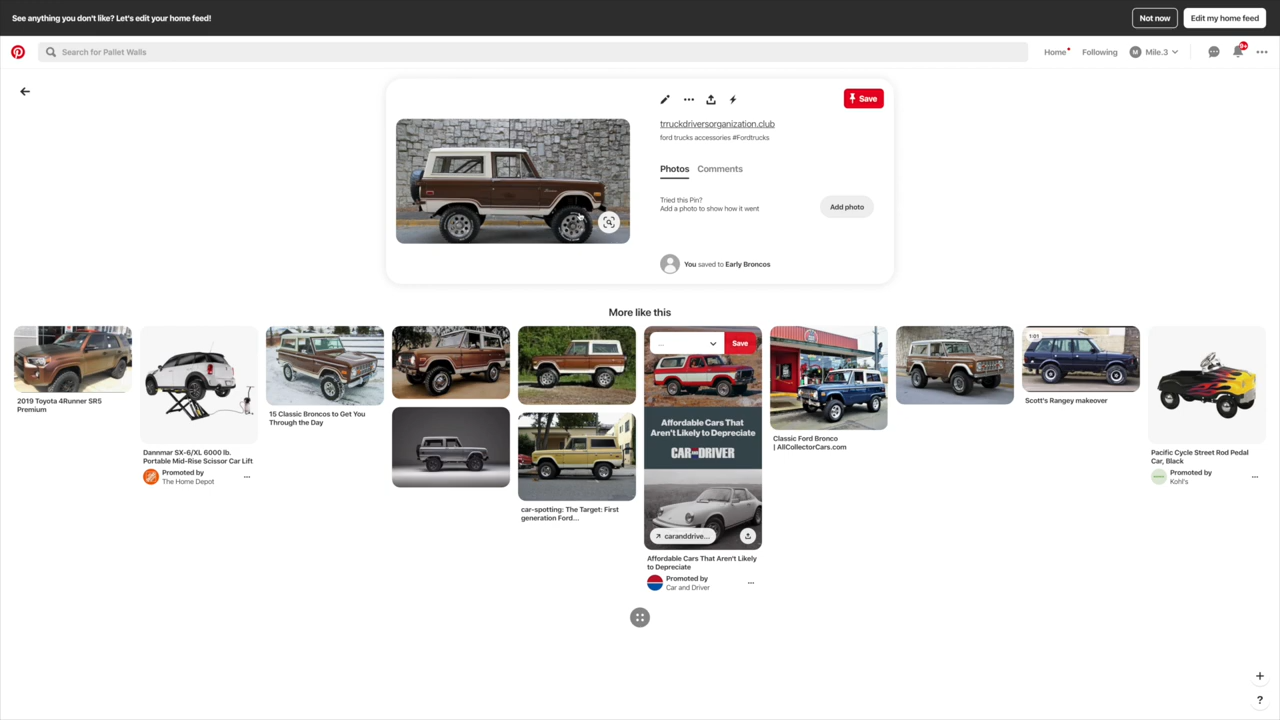 See anything you don't like? Let's edit your home feed!
Not now
Edit my home feed
Search for Pallet Walls
Home
Following
M
Mile.3
9+
Save
trruckdriversorganization.club
ford trucks accessories #Fordtrucks
Photos
Comments
Tried this Pin?
Add a photo to show how it went
Add photo
You saved to Early Broncos
More like this
2019 Toyota 4Runner SR5
Premium
Dannmar SX-6/XL 6000 lb.
Portable Mid-Rise Scissor Car Lift
Promoted by
The Home Depot
15 Classic Broncos to Get You
Through the Day
car-spotting: The Target: First
generation Ford...
...
Save
Affordable Cars That
Aren't Likely to Depreciate
CAR AND DRIVER
caranddrive...
Affordable Cars That Aren't Likely
to Depreciate
Promoted by
Car and Driver
Classic Ford Bronco
| AllCollectorCars.com
1:01
Scott's Rangey makeover
Pacific Cycle Street Rod Pedal
Car, Black
Promoted by
Kohl's
+
?